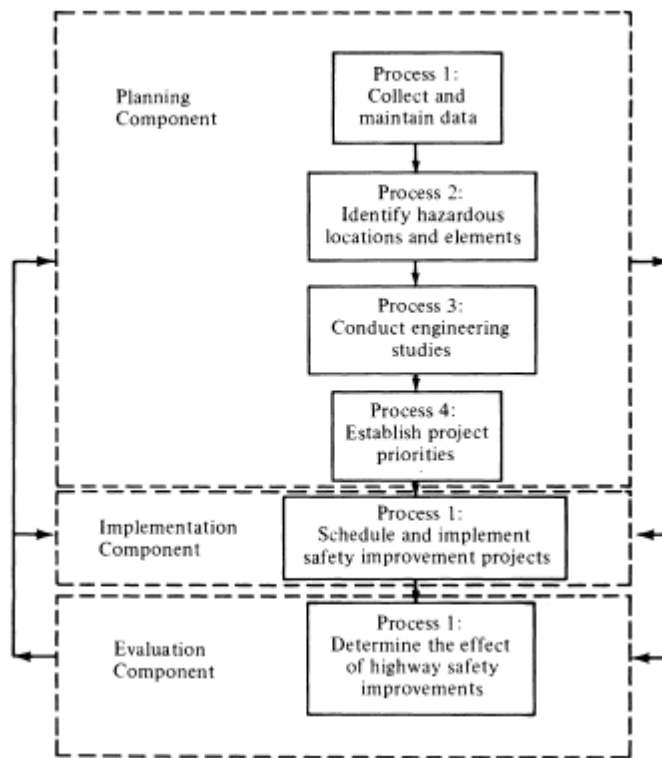 Planning
Component
Process 1:
Collect and
maintain data
Process 2:
Identify hazardous
locations and elements
Process 3:
Conduct engineering
studies
Process 4:
Establish project
priorities
Implementation
Component
Process 1:
Schedule and implement
safety improvement projects
Evaluation
Component
Process 1:
Determine the effect
of highway safety
improvements